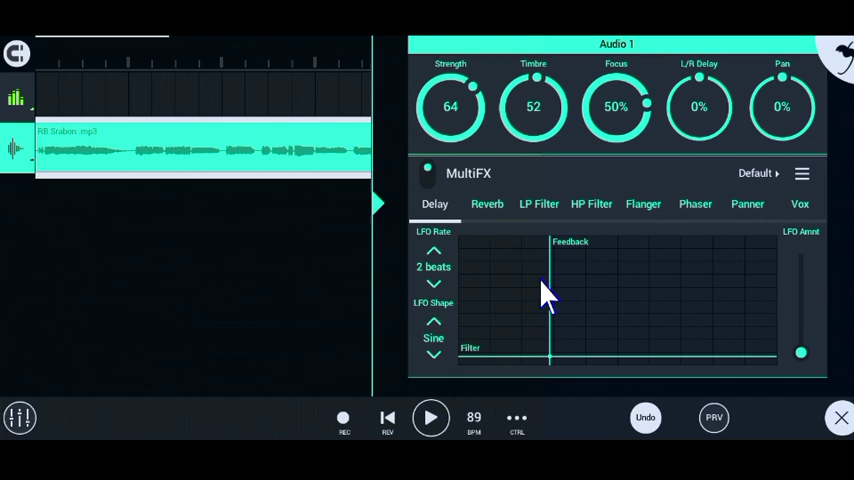 Audio 1
Strength Timbre Focus L/R Delay Pan
64 52 50% 0% 0%
RB Srabon .mp3
MultiFX Default
Delay Reverb LP Filter HP Filter Flanger Phaser Panner Vox
LFO Rate
2 beats
LFO Shape
Sine
Feedback
Filter
LFO Amnt
REC REV 89 BPM CTRL Undo PRV